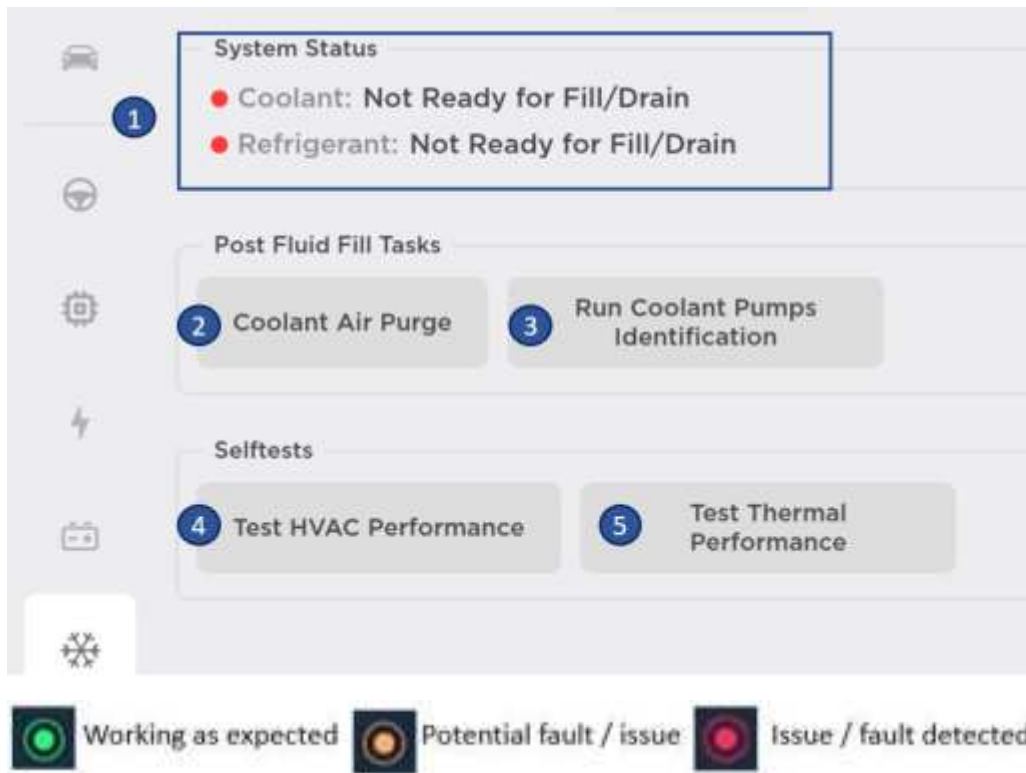 System Status
Coolant: Not Ready for Fill/Drain
1
Refrigerant: Not Ready for Fill/Drain
Post Fluid Fill Tasks
2 Coolant Air Purge
3 Run Coolant Pumps
Identification
Selftests
4 Test HVAC Performance
5 Test Thermal
Performance
Working as expected
Potential fault / issue
Issue / fault detected